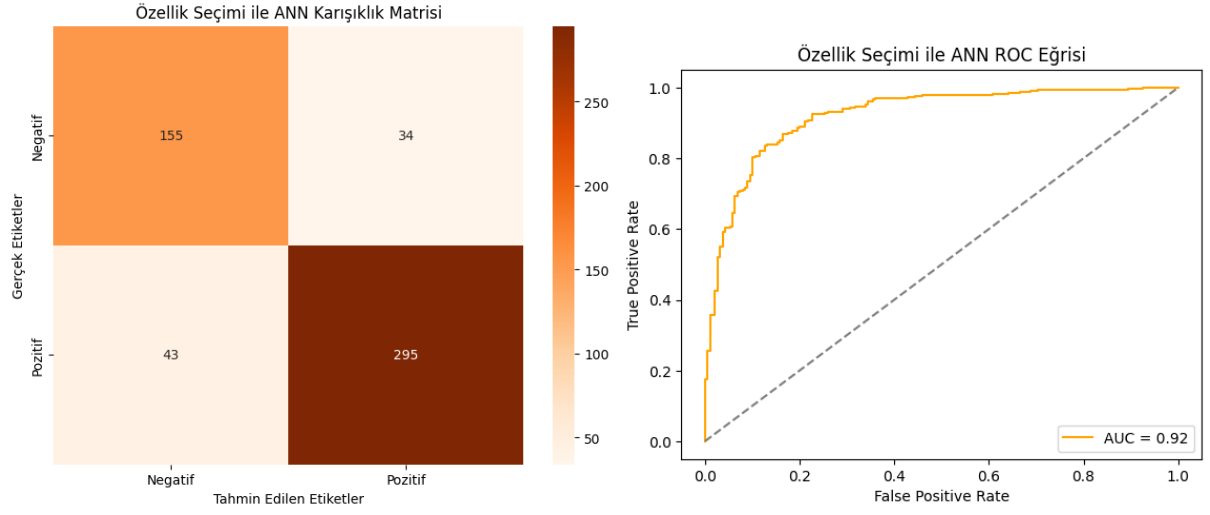 Özellik Seçimi ile ANN Karışıklık Matrisi
Gerçek Etiketler
Negatif
Pozitif
155
34
43
295
Negatif
Pozitif
Tahmin Edilen Etiketler
250
200
150
100
50
Özellik Seçimi ile ANN ROC Eğrisi
True Positive Rate
1.0
0.8
0.6
0.4
0.2
0.0
0.0
0.2
0.4
0.6
0.8
1.0
False Positive Rate
AUC = 0.92